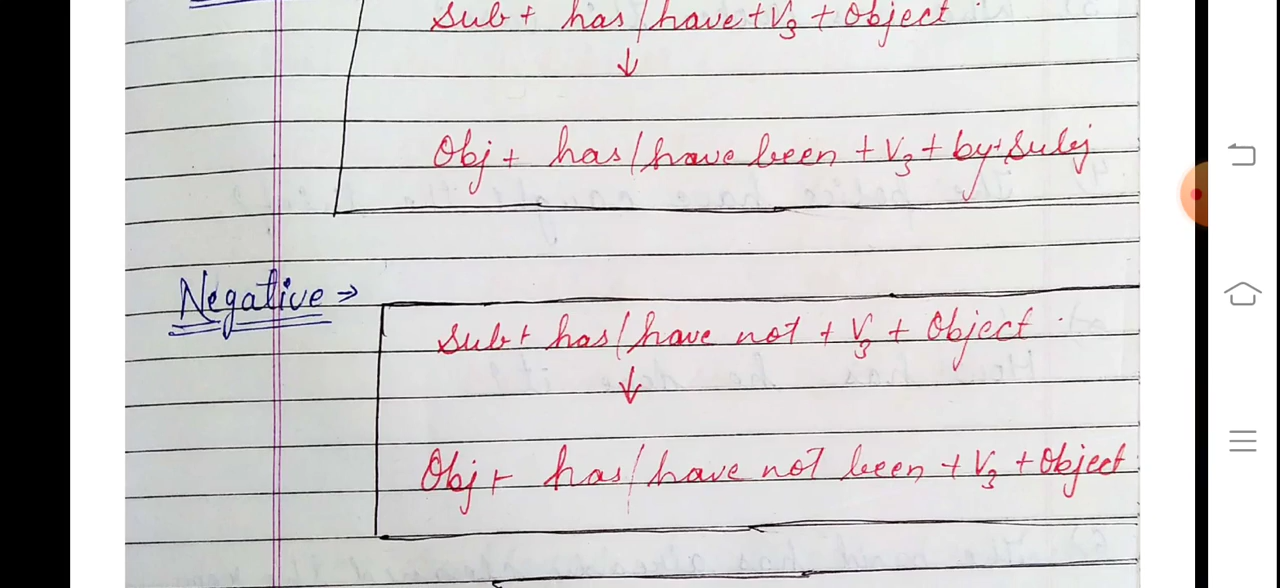 Sub + has/have + V3 + Object.
↓
Obj + has/have been + V3 + by + Subj
Negative →
Sub + has/have not + V3 + Object.
↓
Obj + has/have not been + V3 + Object